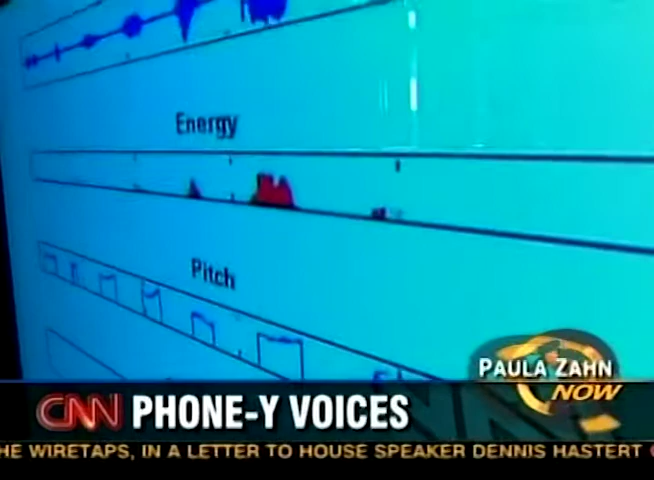 Energy
Pitch
PAULA ZAHN
NOW
CNN PHONE-Y VOICES
HE WIRETAPS, IN A LETTER TO HOUSE SPEAKER DENNIS HASTERT